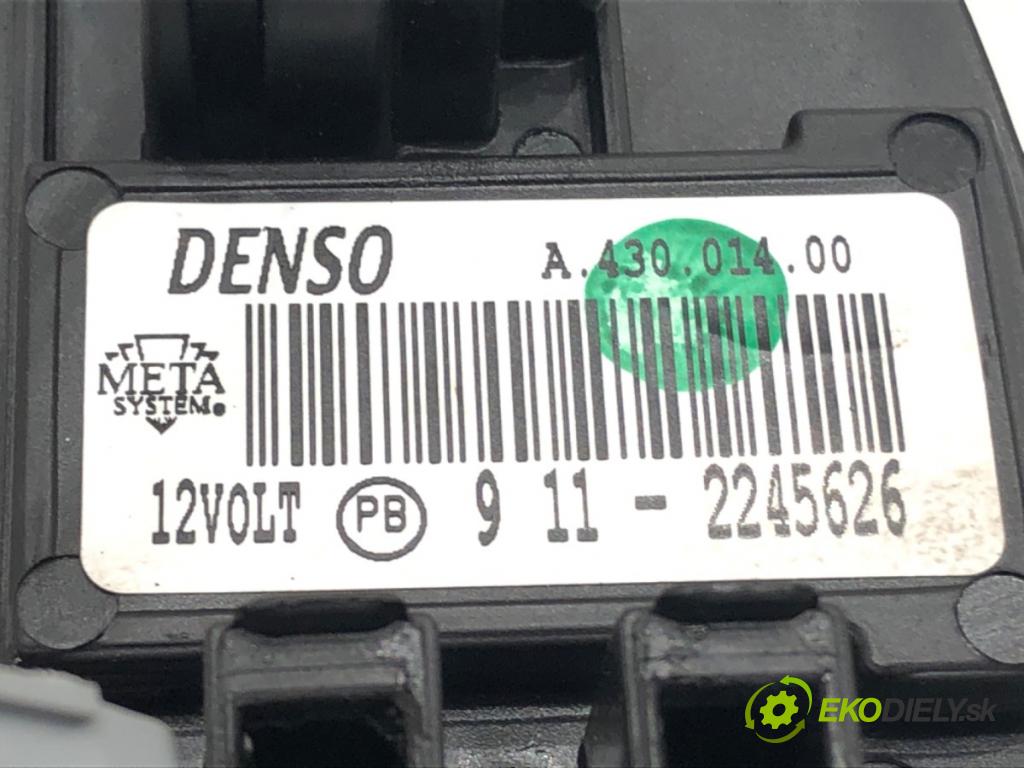 DENSO A.430.014.00
META
SYSTEM
12VOLT PB 9 11 - 2245626
EKODIELY.sk